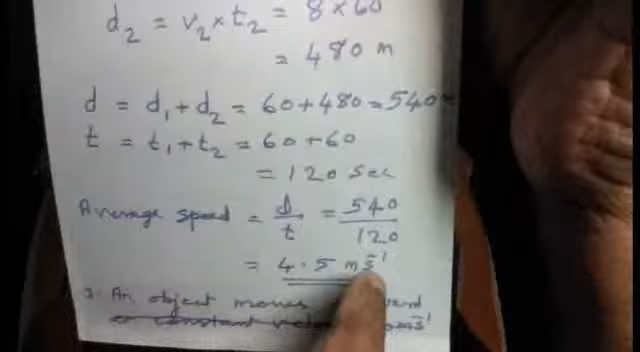 d₂ = v₂ × t₂ = 8 × 60
= 480 m
d = d₁ + d₂ = 60 + 480 = 540
t = t₁ + t₂ = 60 + 60
= 120 sec
Average speed = d/t = 540/120
= 4.5 ms⁻¹
An object moves
a constant